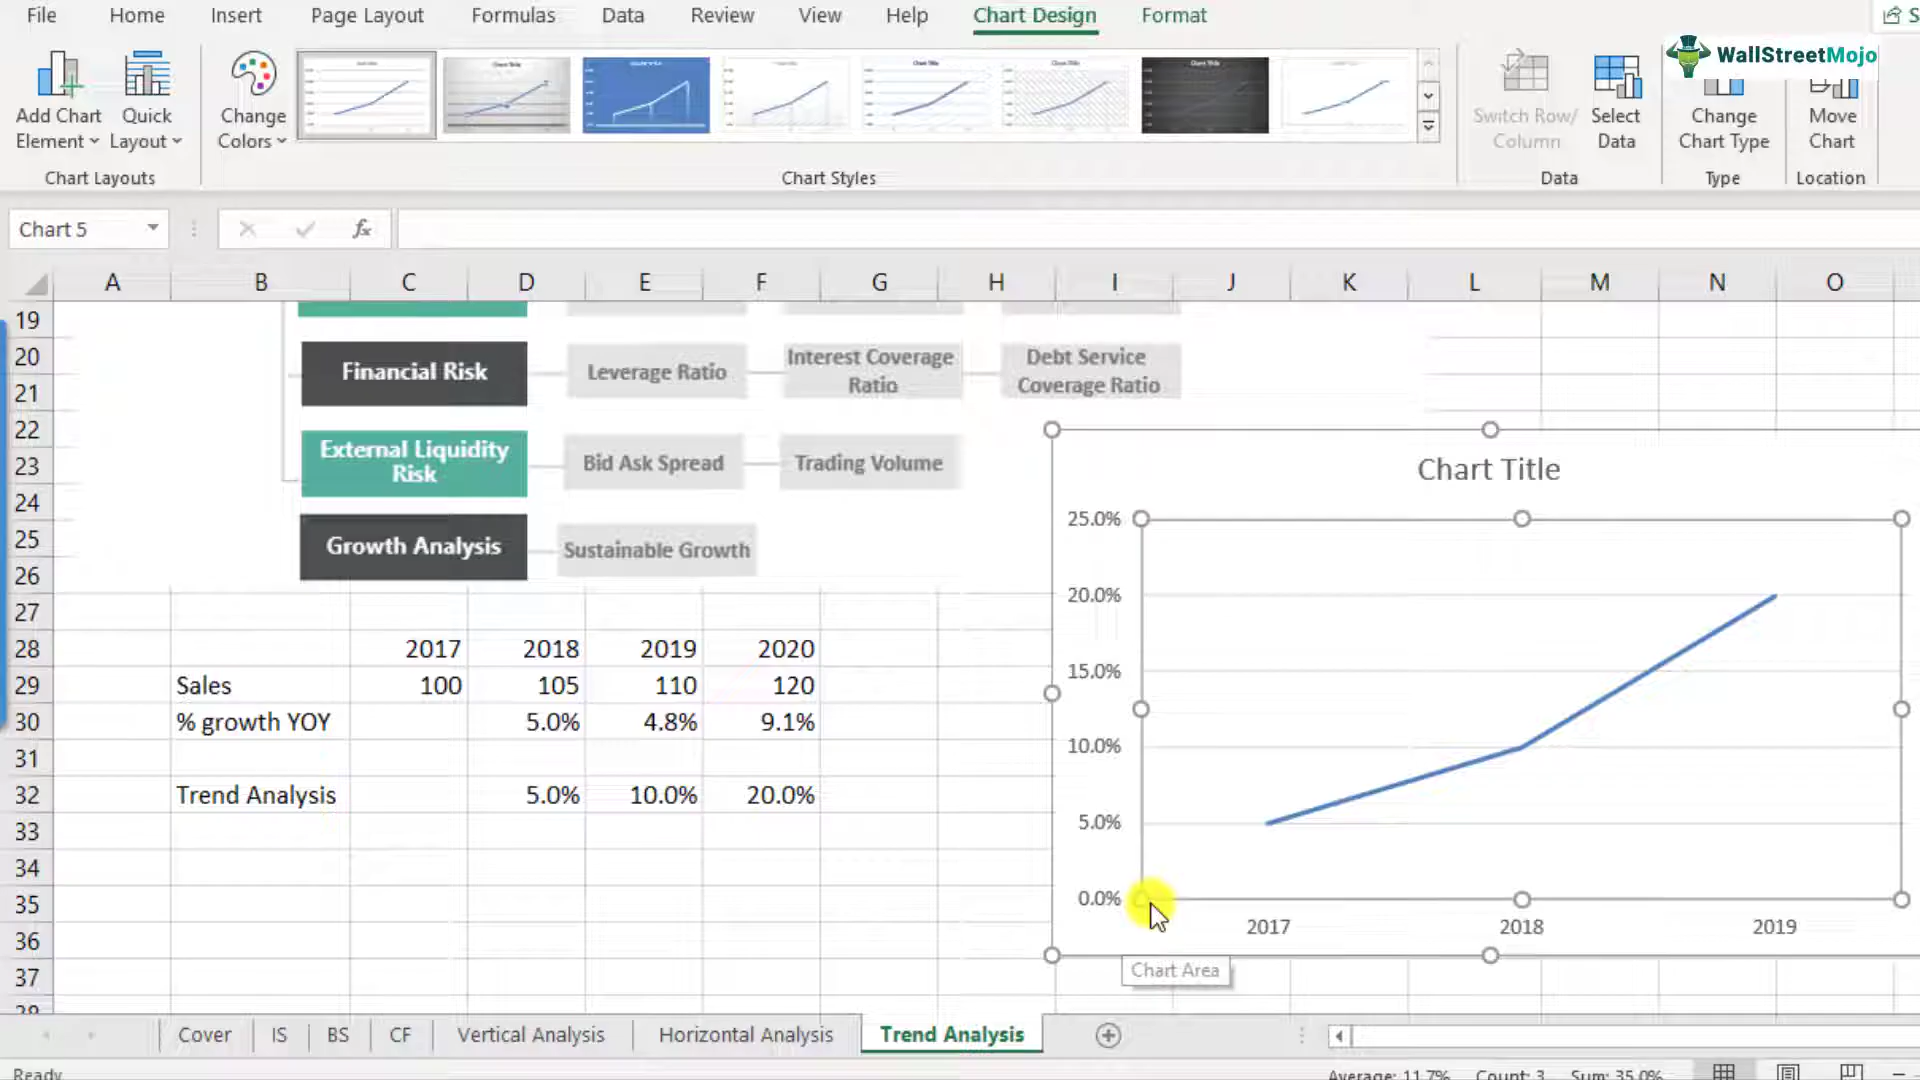 File Home Insert Page Layout Formulas Data Review View Help Chart Design Format
WallStreetMojo
Add Chart Element
Quick Layout
Change Colors
Switch Row/ Column
Select Data
Change Chart Type
Move Chart
Chart Layouts
Chart Styles
Data
Type
Location
Chart 5
fx
A B C D E F G H I J K L M N O
19
20
21
22
23
24
25
26
27
28 2017 2018 2019 2020
29 Sales 100 105 110 120
30 % growth YOY 5.0% 4.8% 9.1%
31
32 Trend Analysis 5.0% 10.0% 20.0%
33
34
35
36
37
38
Financial Risk
Leverage Ratio
Interest Coverage
Ratio
Debt Service
Coverage Ratio
External Liquidity
Risk
Bid Ask Spread
Trading Volume
Growth Analysis
Sustainable Growth
Chart Title
25.0%
20.0%
15.0%
10.0%
5.0%
0.0%
2017 2018 2019
Chart Area
Cover IS BS CF Vertical Analysis Horizontal Analysis Trend Analysis
Ready
Average: 11.7% Count: 3 Sum: 35.0%